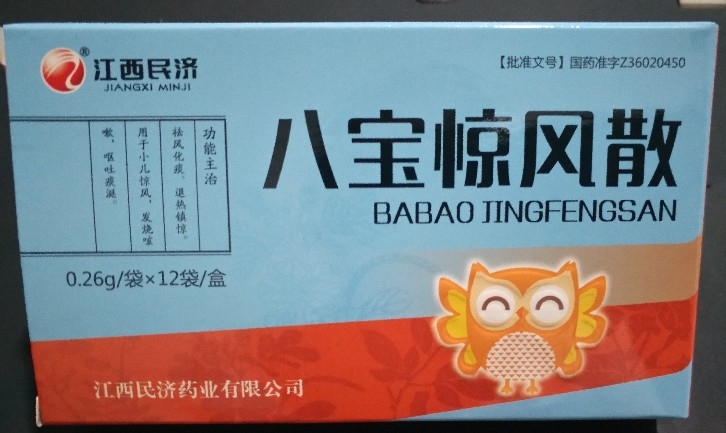 ®
江西民济
JIANGXI MINJI
【批准文号】国药准字Z36020450
八宝惊风散
BABAO JINGFENGSAN
功能主治
祛风化痰。退热镇惊。
用于小儿惊风，发烧咳
嗽，呕吐痰涎。
0.26g/袋×12袋/盒
江西民济药业有限公司